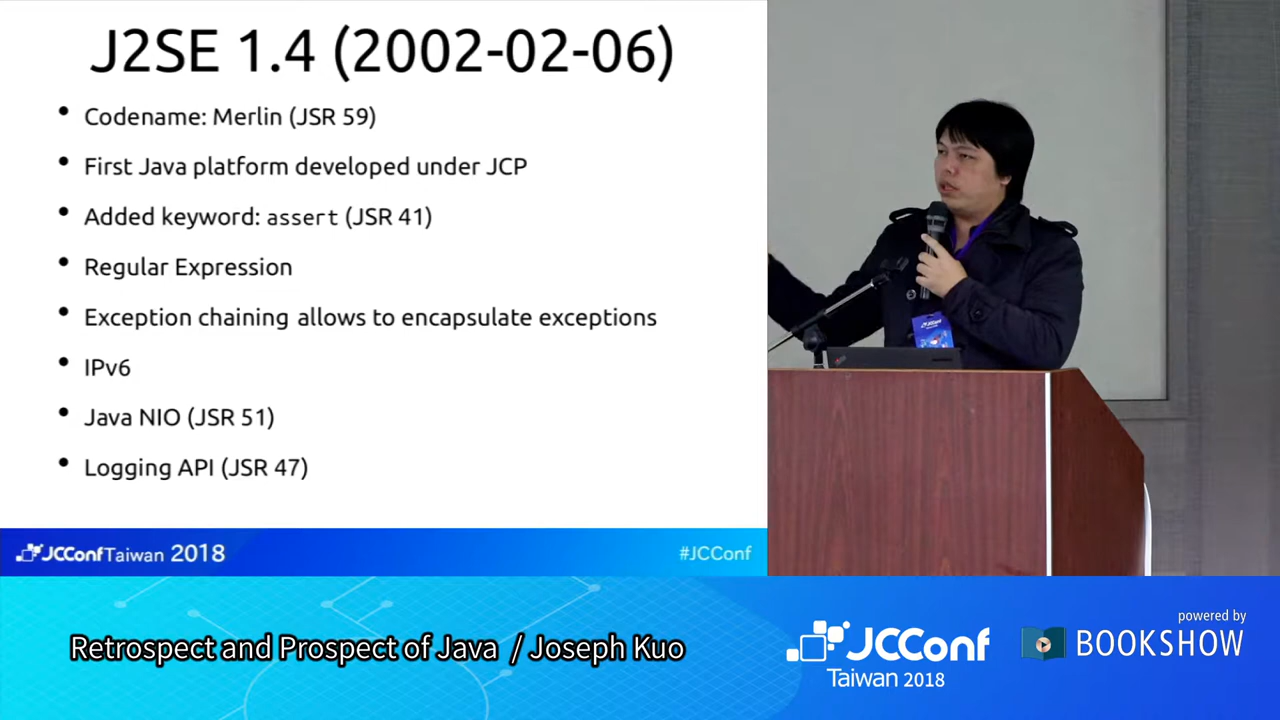 J2SE 1.4 (2002-02-06)
• Codename: Merlin (JSR 59)
• First Java platform developed under JCP
• Added keyword: assert (JSR 41)
• Regular Expression
• Exception chaining allows to encapsulate exceptions
• IPv6
• Java NIO (JSR 51)
• Logging API (JSR 47)
JCConf Taiwan 2018
#JCConf
Retrospect and Prospect of Java / Joseph Kuo
JCConf
Taiwan 2018
powered by
BOOKSHOW